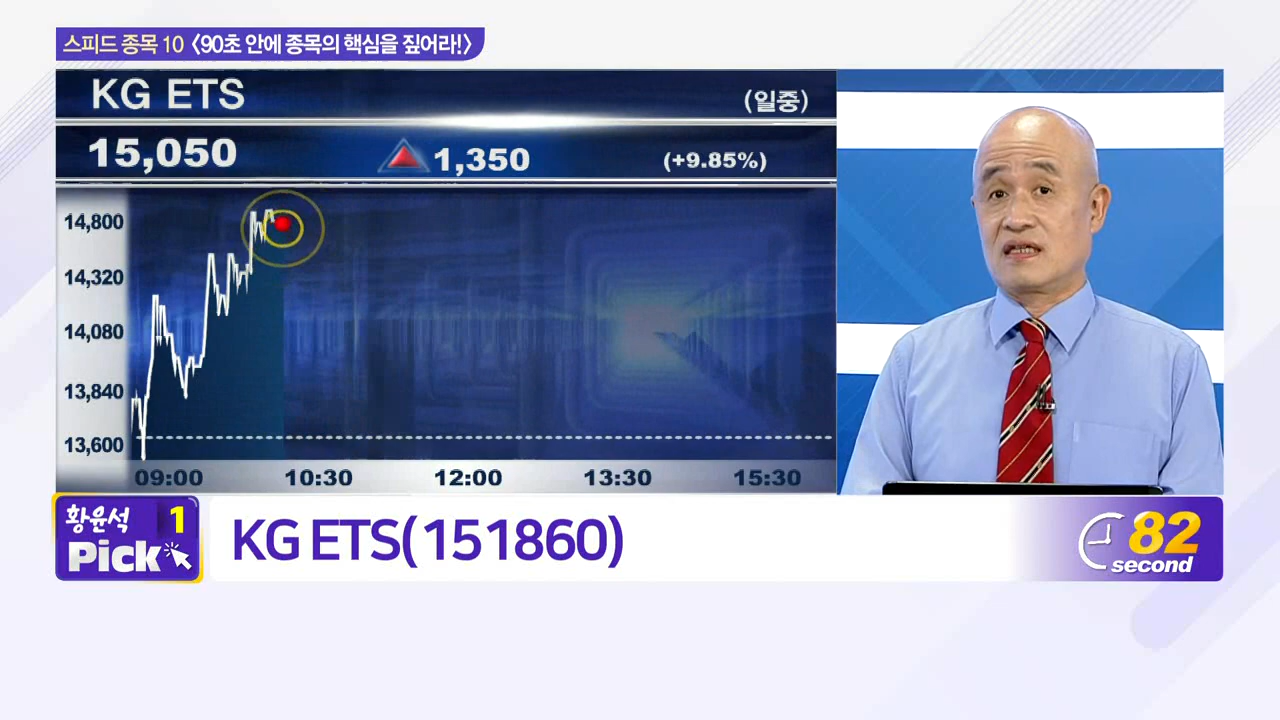 스피드 종목 10 〈90초 안에 종목의 핵심을 짚어라!〉
KG ETS
(일중)
15,050 1,350 (+9.85%)
14,800
14,320
14,080
13,840
13,600
09:00 10:30 12:00 13:30 15:30
황윤석 1
Pick
KG ETS(151860)
82
second